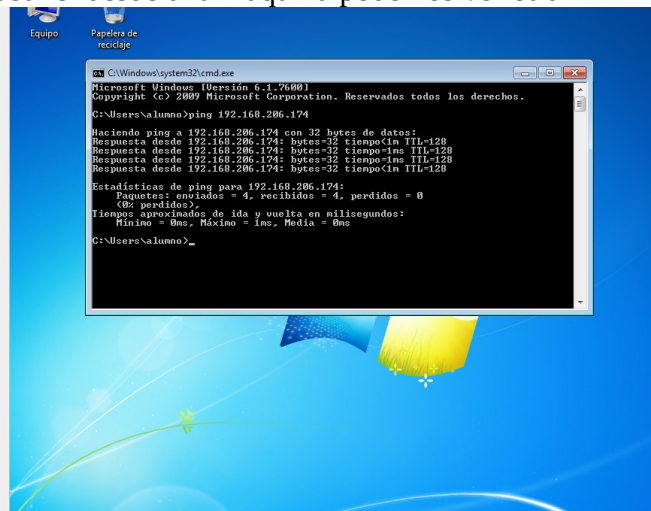 Equipo
Papelera de
reciclaje
C:\Windows\system32\cmd.exe
Microsoft Windows [Versión 6.1.7600]
Copyright (c) 2009 Microsoft Corporation. Reservados todos los derechos.
C:\Users\alumno>ping 192.168.206.174
Haciendo ping a 192.168.206.174 con 32 bytes de datos:
Respuesta desde 192.168.206.174: bytes=32 tiempo<1m TTL=128
Respuesta desde 192.168.206.174: bytes=32 tiempo=1ms TTL=128
Respuesta desde 192.168.206.174: bytes=32 tiempo=1ms TTL=128
Respuesta desde 192.168.206.174: bytes=32 tiempo<1m TTL=128
Estadísticas de ping para 192.168.206.174:
Paquetes: enviados = 4, recibidos = 4, perdidos = 0
(0% perdidos),
Tiempos aproximados de ida y vuelta en milisegundos:
Mínimo = 0ms, Máximo = 1ms, Media = 0ms
C:\Users\alumno>_